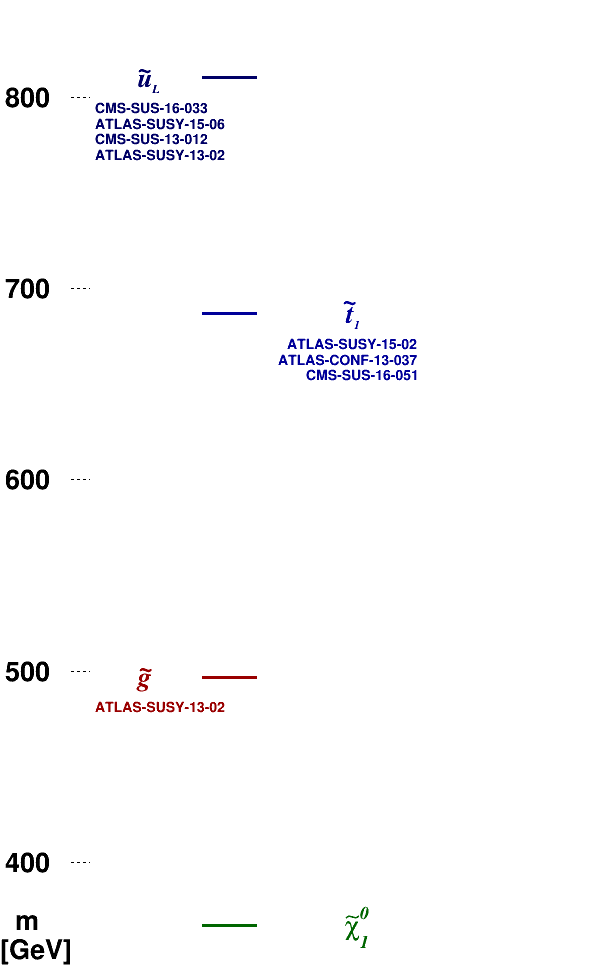 ũ_L
800
CMS-SUS-16-033
ATLAS-SUSY-15-06
CMS-SUS-13-012
ATLAS-SUSY-13-02
700
t̃_1
ATLAS-SUSY-15-02
ATLAS-CONF-13-037
CMS-SUS-16-051
600
500
g̃
ATLAS-SUSY-13-02
400
m
[GeV]
χ̃_1^0